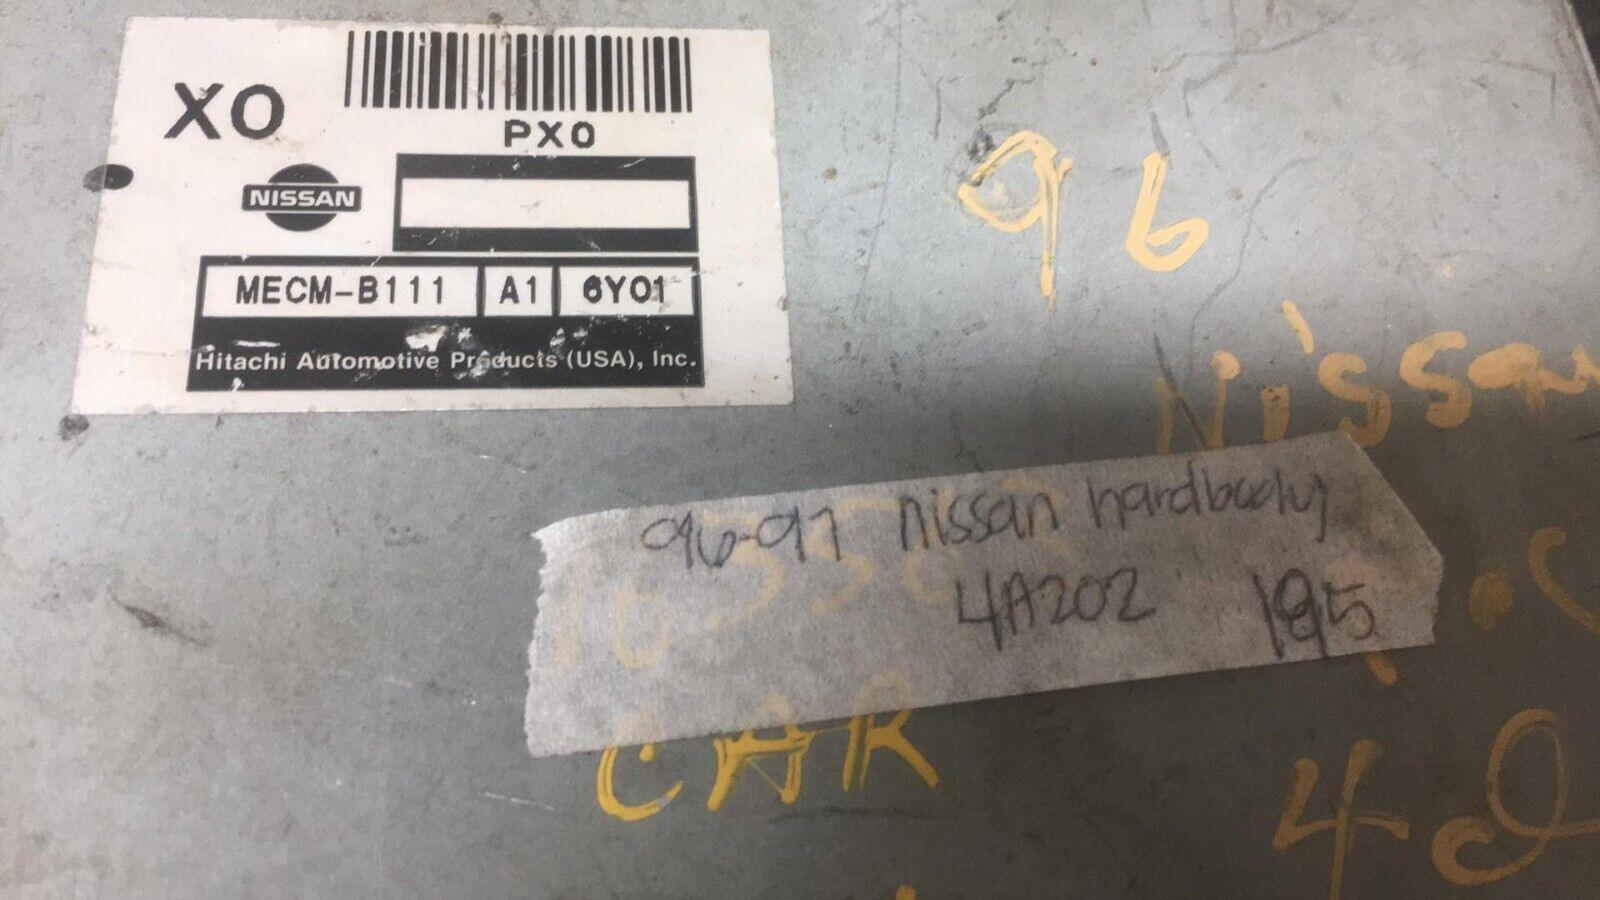 XO
PXO
NISSAN
MECM-B111 A1 6Y01
Hitachi Automotive Products (USA), Inc.
96
Nissan
96-97 nissan hardbody
4A202 195
CAR